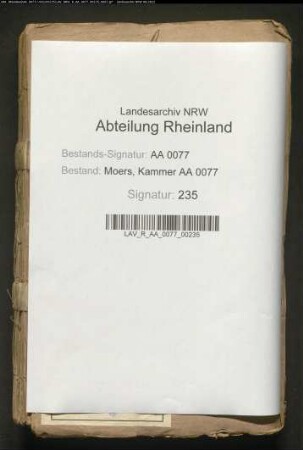 Landesarchiv NRW
Abteilung Rheinland
Bestands-Signatur: AA 0077
Bestand: Moers, Kammer AA 0077
Signatur: 235
LAV_R_AA_0077_00235